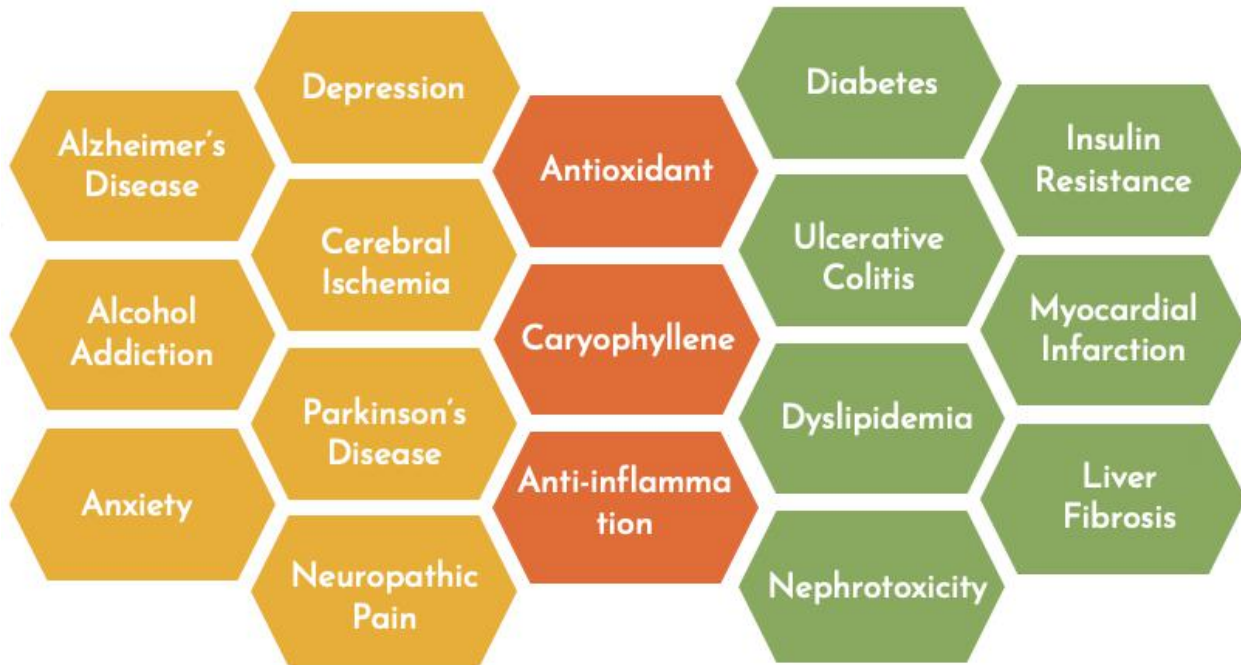 Alzheimer's
Disease
Alcohol
Addiction
Anxiety
Depression
Cerebral
Ischemia
Parkinson's
Disease
Neuropathic
Pain
Antioxidant
Caryophyllene
Anti-inflamma
tion
Diabetes
Ulcerative
Colitis
Dyslipidemia
Nephrotoxicity
Insulin
Resistance
Myocardial
Infarction
Liver
Fibrosis